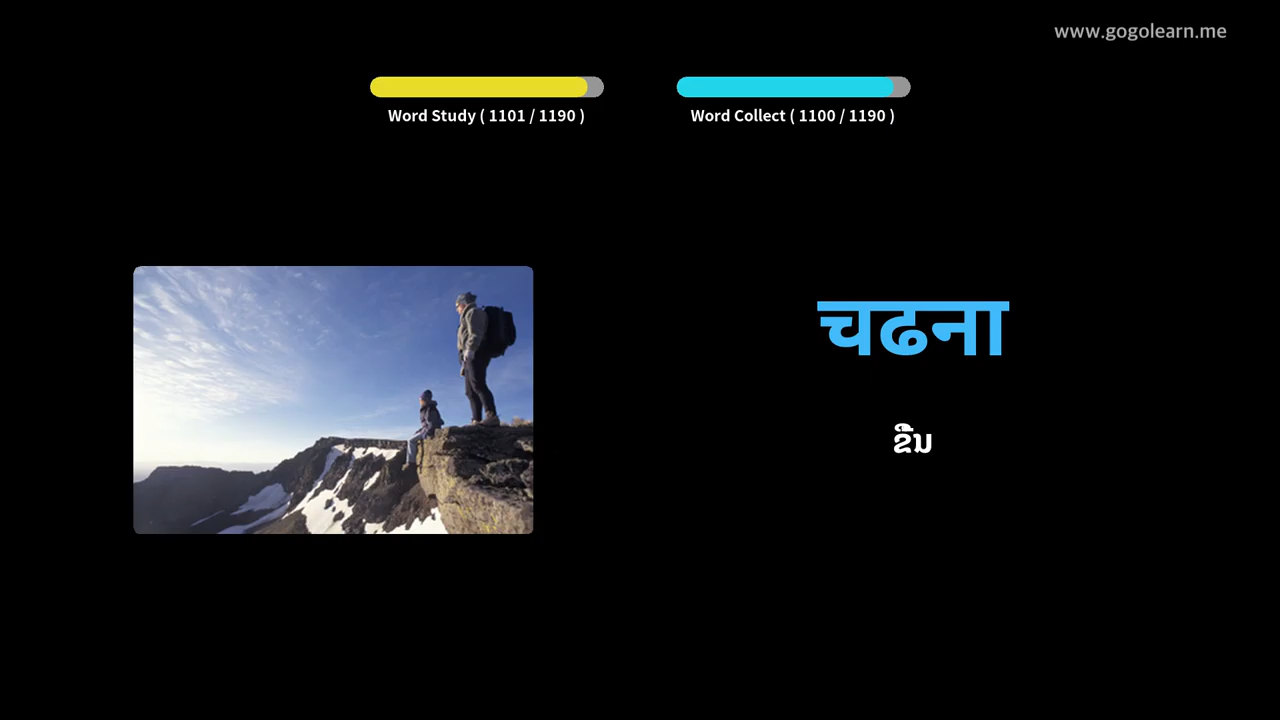 www.gogolearn.me
Word Study ( 1101 / 1190 )
Word Collect ( 1100 / 1190 )
चढना
ຂຶ້ນ